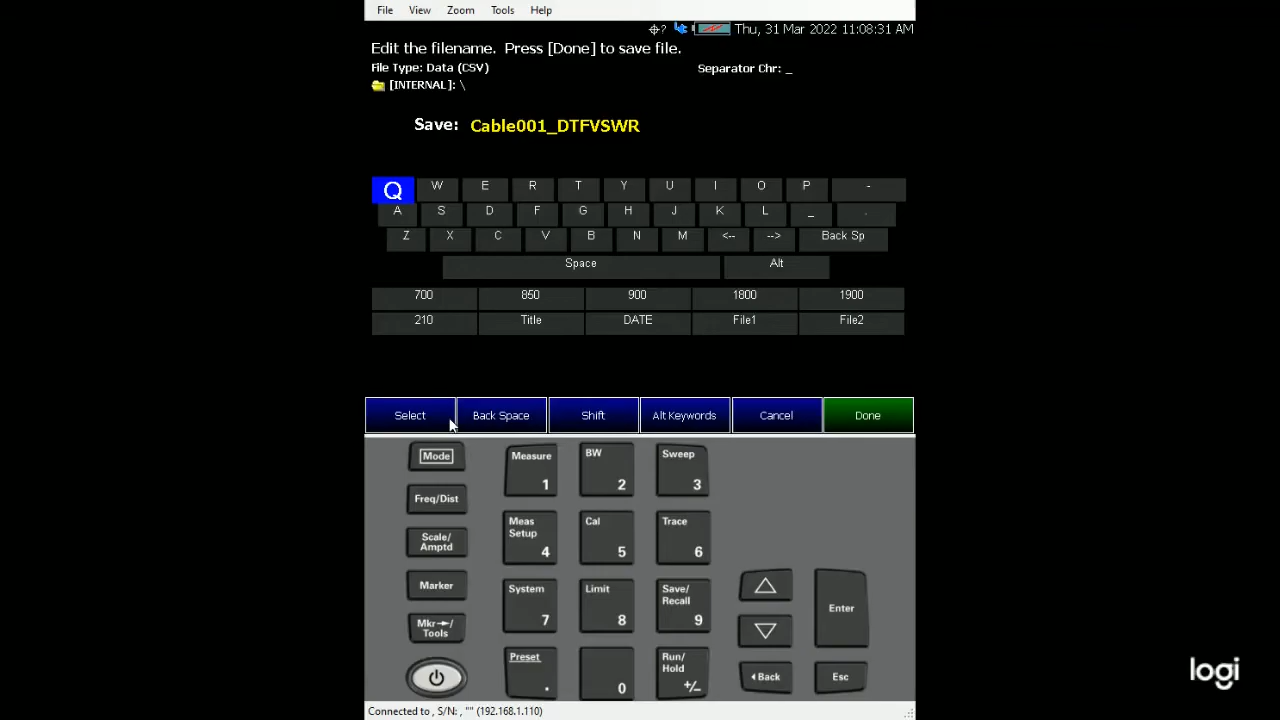 File View Zoom Tools Help
? Thu, 31 Mar 2022 11:08:31 AM
Edit the filename. Press [Done] to save file.
File Type: Data (CSV) Separator Chr: _
[INTERNAL]: \
Save: Cable001_DTFVSWR
Q W E R T Y U I O P -
A S D F G H J K L _ .
Z X C V B N M <-- --> Back Sp
Space Alt
700 850 900 1800 1900
210 Title DATE File1 File2
Select Back Space Shift Alt Keywords Cancel Done
Mode Measure 1 BW 2 Sweep 3
Freq/Dist
Scale/ Amptd Meas Setup 4 Cal 5 Trace 6
Marker System 7 Limit 8 Save/ Recall 9 Enter
Mkr→/ Tools
Preset . 0 Run/ Hold +/- Back Esc
logi
Connected to , S/N: , "" (192.168.1.110)